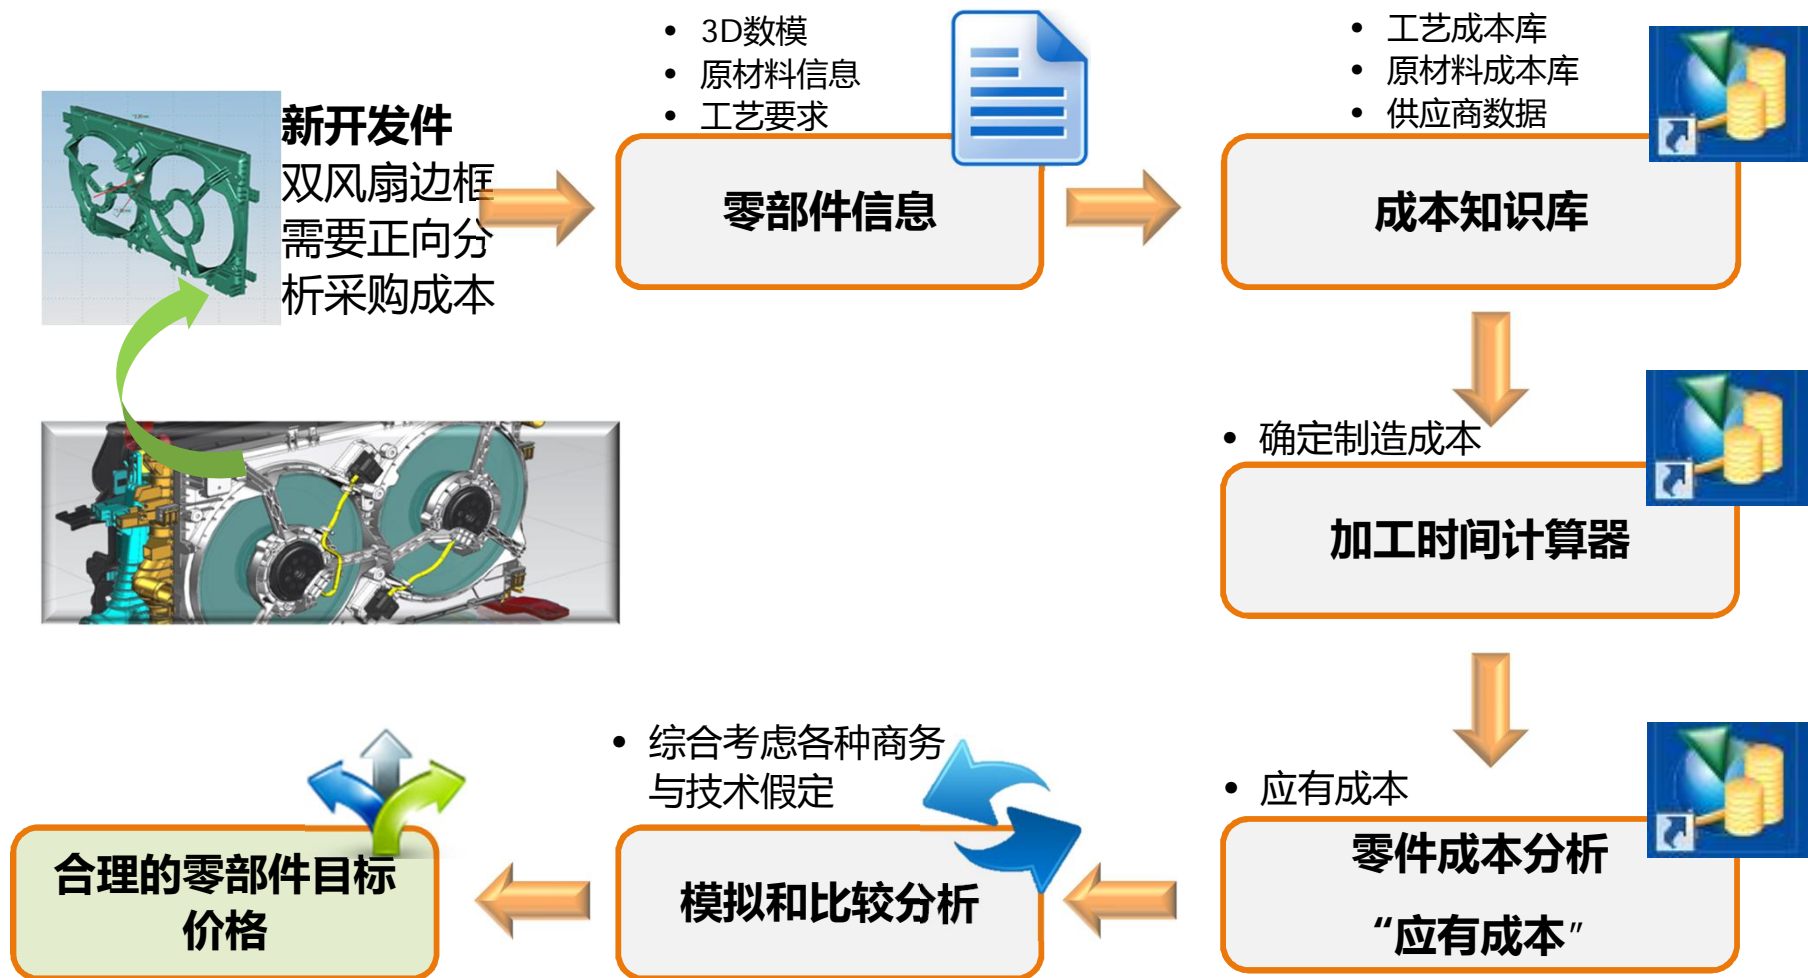 新开发件
双风扇边框
需要正向分
析采购成本
• 3D数模
• 原材料信息
• 工艺要求
零部件信息
• 工艺成本库
• 原材料成本库
• 供应商数据
成本知识库
• 确定制造成本
加工时间计算器
• 应有成本
零件成本分析
“应有成本”
• 综合考虑各种商务
与技术假定
模拟和比较分析
合理的零部件目标
价格